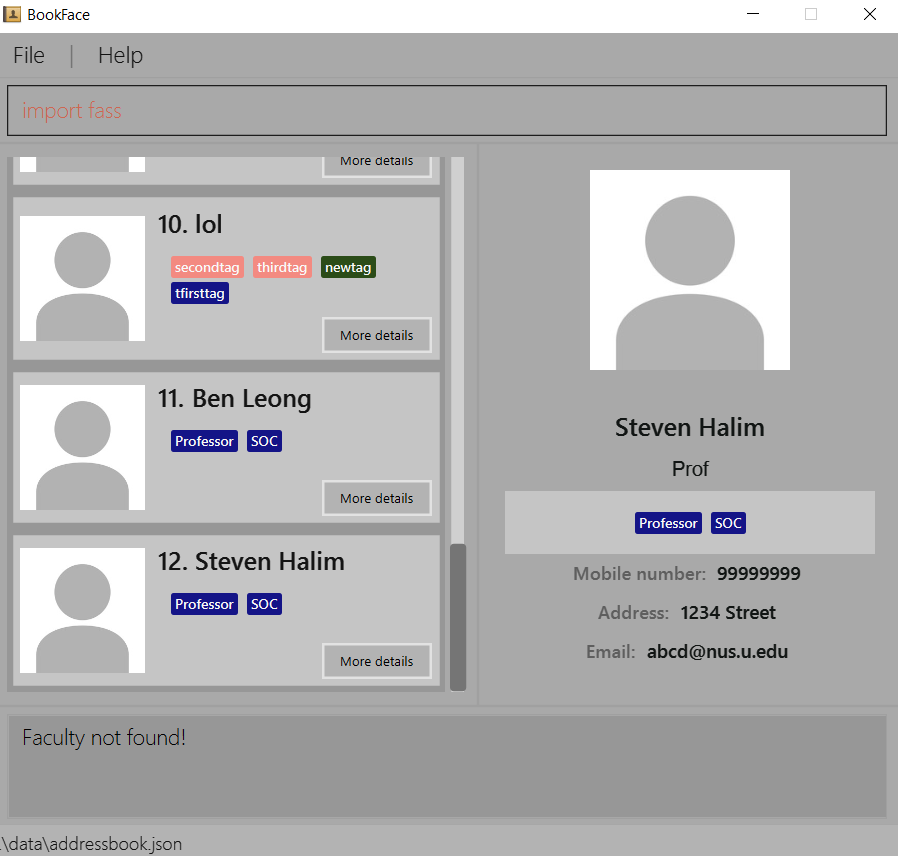 BookFace
File | Help
import fass
More details
10. lol
secondtag thirdtag newtag
tfirsttag
More details
11. Ben Leong
Professor SOC
More details
12. Steven Halim
Professor SOC
More details
Steven Halim
Prof
Professor SOC
Mobile number: 99999999
Address: 1234 Street
Email: abcd@nus.u.edu
Faculty not found!
.\data\addressbook.json